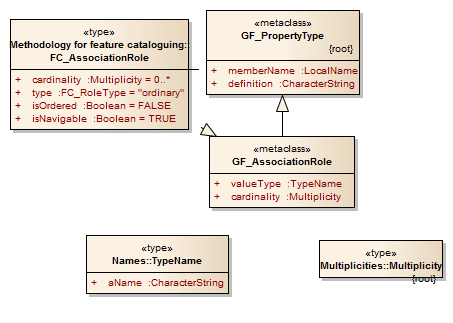 «type»
Methodology for feature cataloguing::
FC_AssociationRole
+ cardinality :Multiplicity = 0..*
+ type :FC_RoleType = "ordinary"
+ isOrdered :Boolean = FALSE
+ isNavigable :Boolean = TRUE
«metaclass»
GF_PropertyType
{root}
+ memberName :LocalName
+ definition :CharacterString
«metaclass»
GF_AssociationRole
+ valueType :TypeName
+ cardinality :Multiplicity
«type»
Names::TypeName
+ aName :CharacterString
«type»
Multiplicities::Multiplicity
{root}